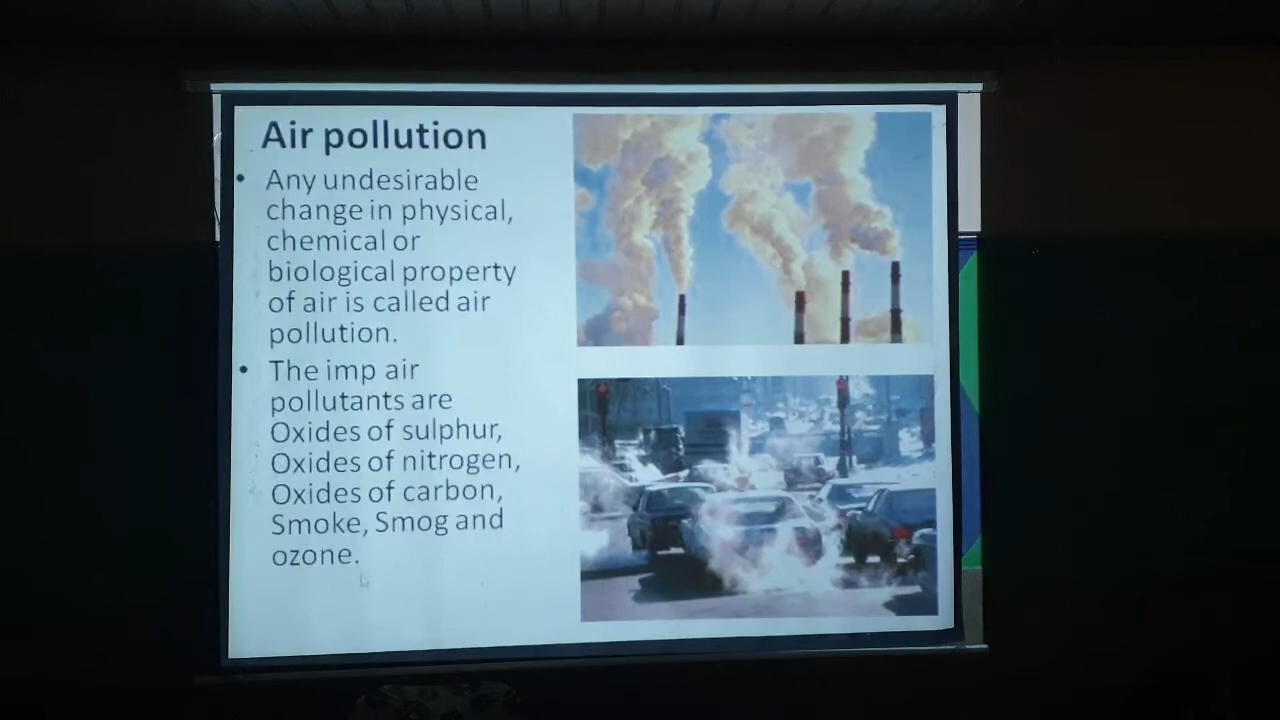 Air pollution
• Any undesirable
change in physical,
chemical or
biological property
of air is called air
pollution.
• The imp air
pollutants are
Oxides of sulphur,
Oxides of nitrogen,
Oxides of carbon,
Smoke, Smog and
ozone.